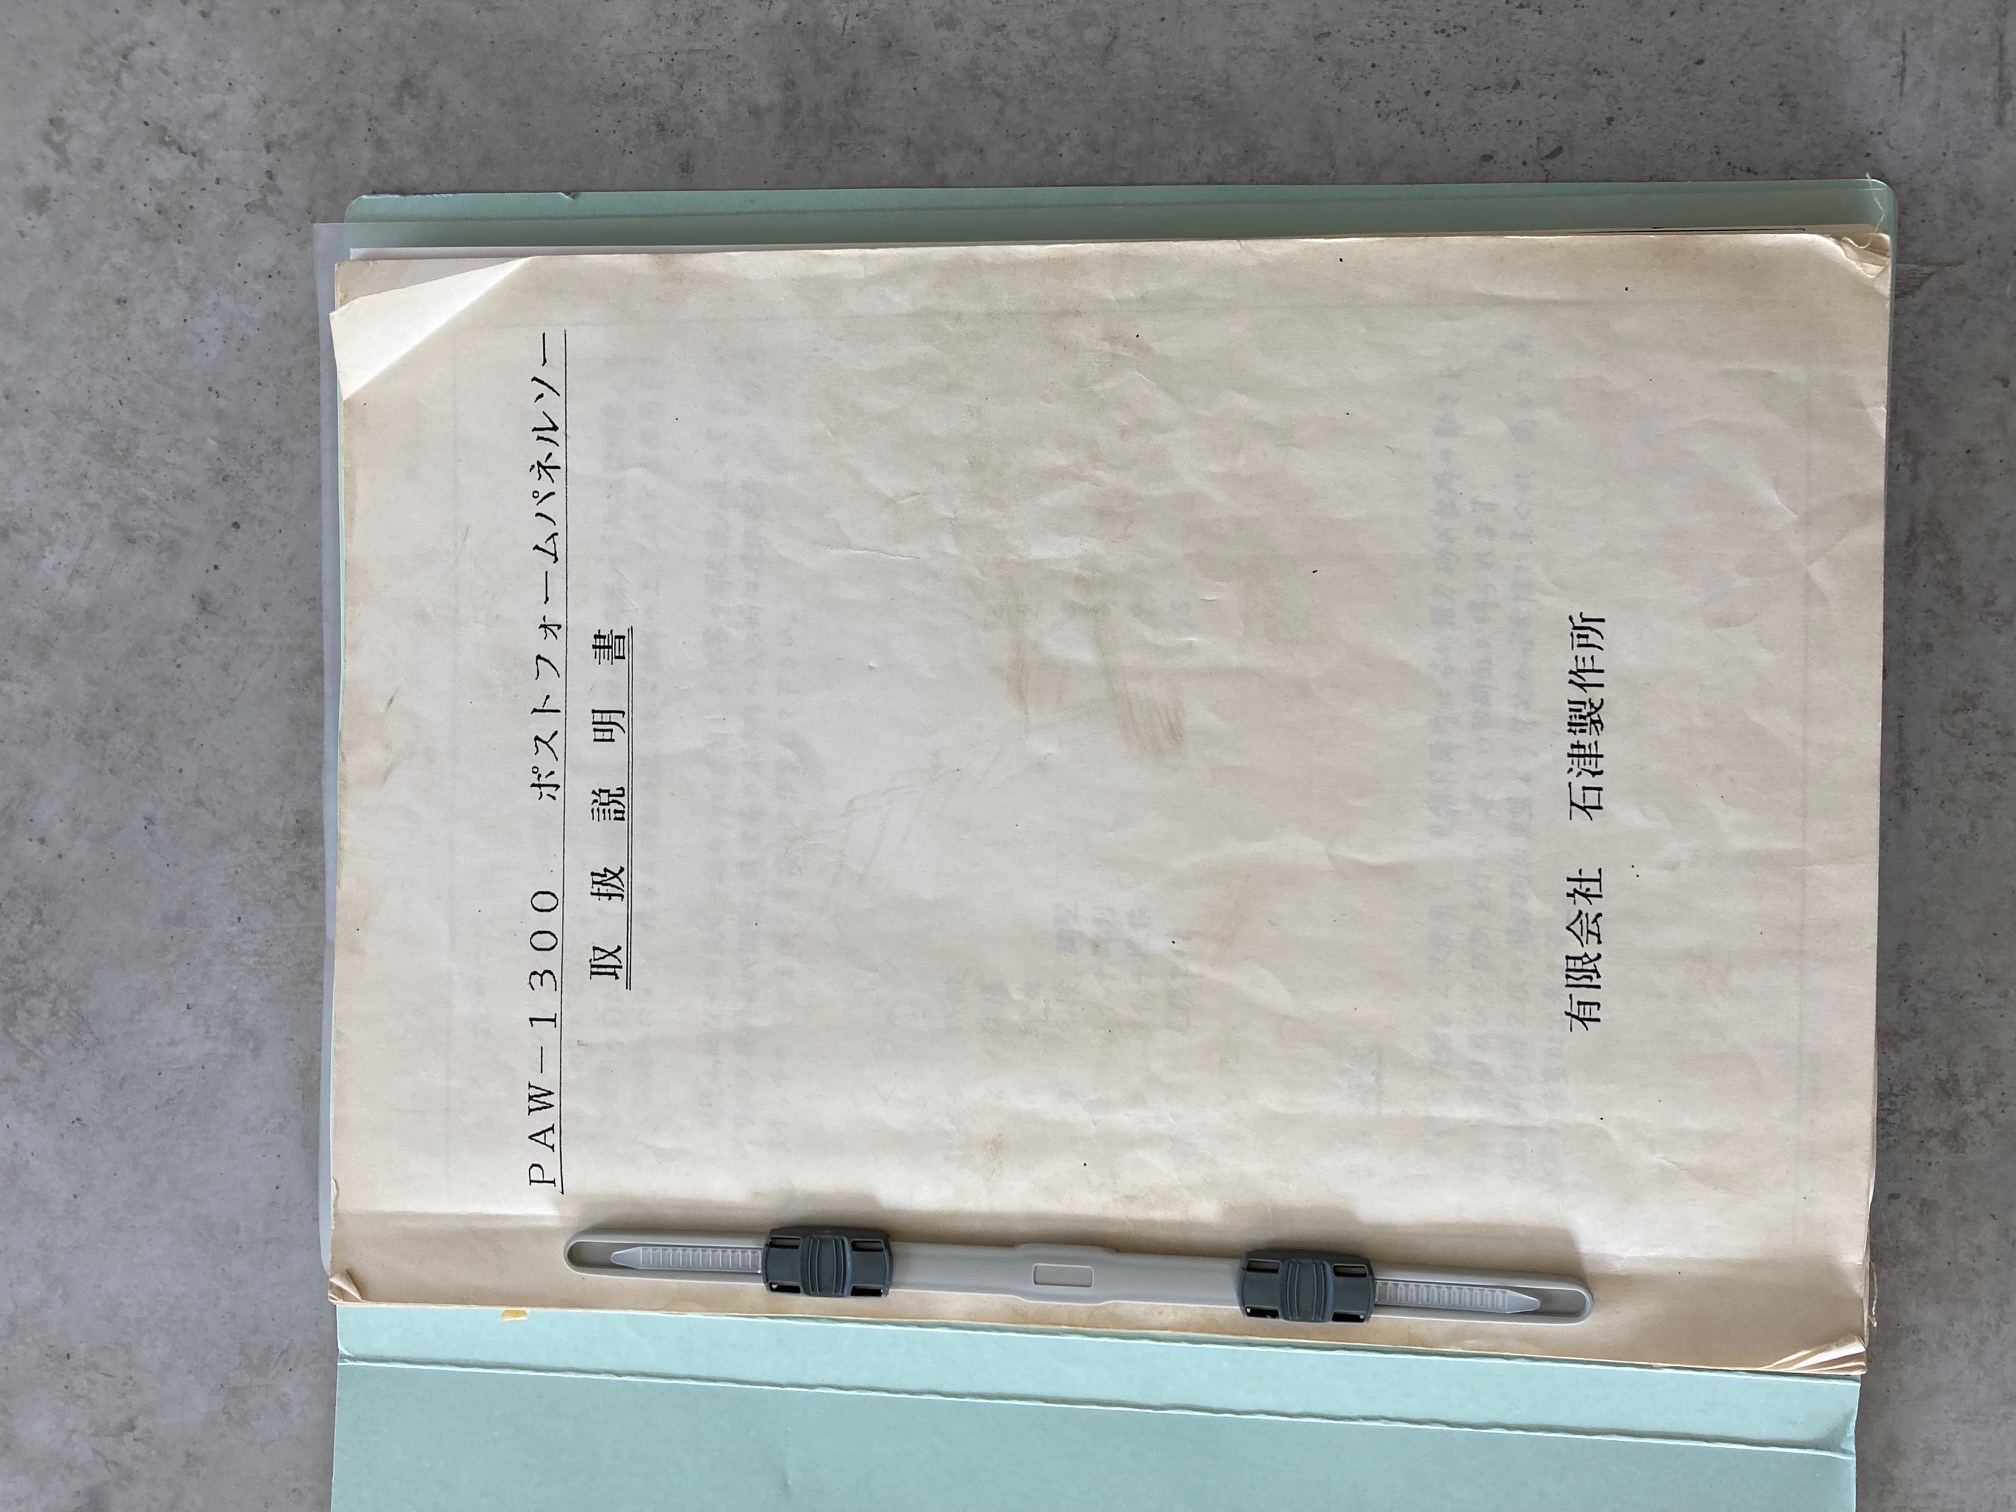 PAW-1300 ポストフォームパネルソー
取扱説明書
有限会社 石津製作所